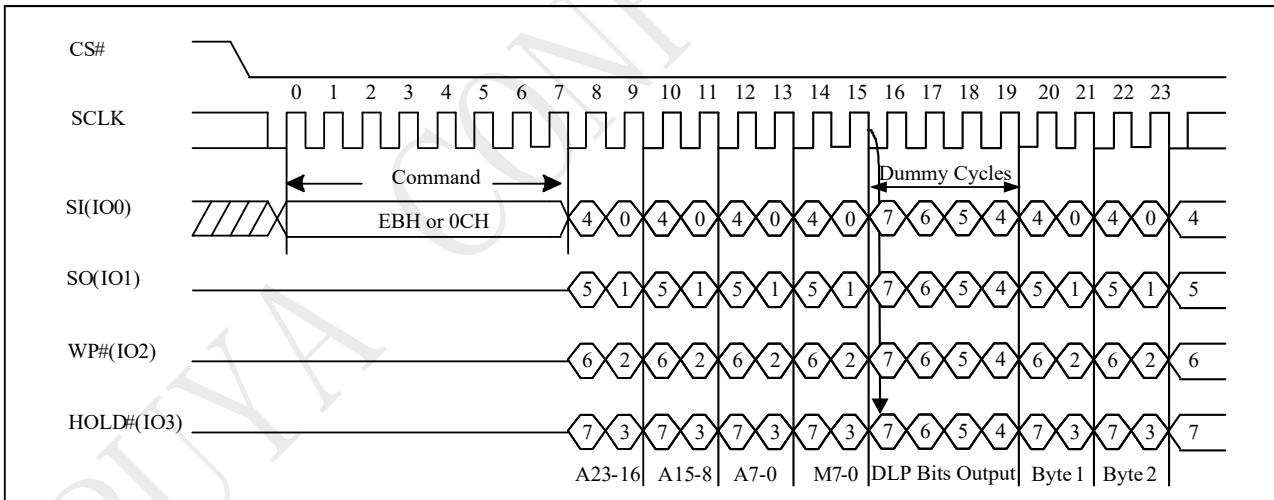 CS#
0 1 2 3 4 5 6 7 8 9 10 11 12 13 14 15 16 17 18 19 20 21 22 23
SCLK
Command Dummy Cycles
SI(IO0) EBH or 0CH 4 0 4 0 4 0 4 0 7 6 5 4 4 0 4 0 4
SO(IO1) 5 1 5 1 5 1 5 1 7 6 5 4 5 1 5 1 5
WP#(IO2) 6 2 6 2 6 2 6 2 7 6 5 4 6 2 6 2 6
HOLD#(IO3) 7 3 7 3 7 3 7 3 7 6 5 4 7 3 7 3 7
A23-16 A15-8 A7-0 M7-0 DLP Bits Output Byte 1 Byte 2
PUYA CONF